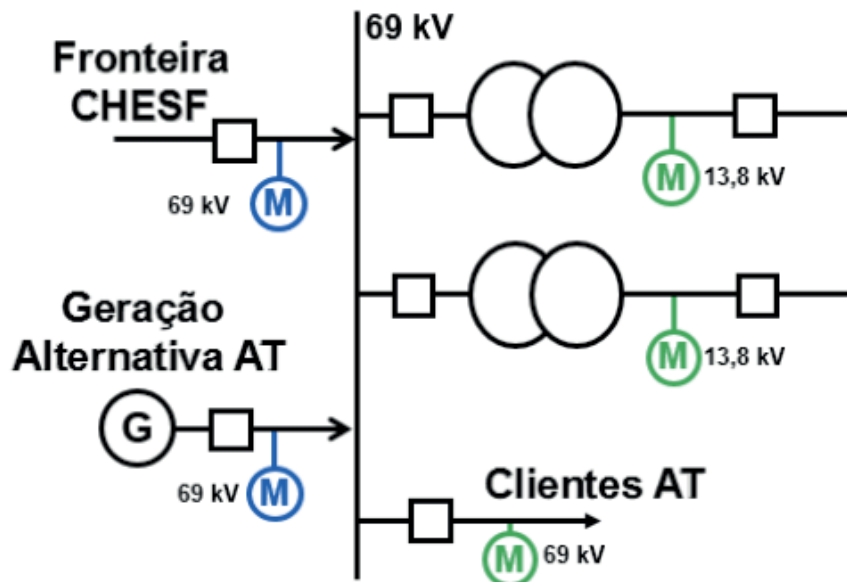 69 kV
Fronteira
CHESF
69 kV
M
M
13,8 kV
Geração
Alternativa AT
G
69 kV
M
M
13,8 kV
Clientes AT
M
69 kV